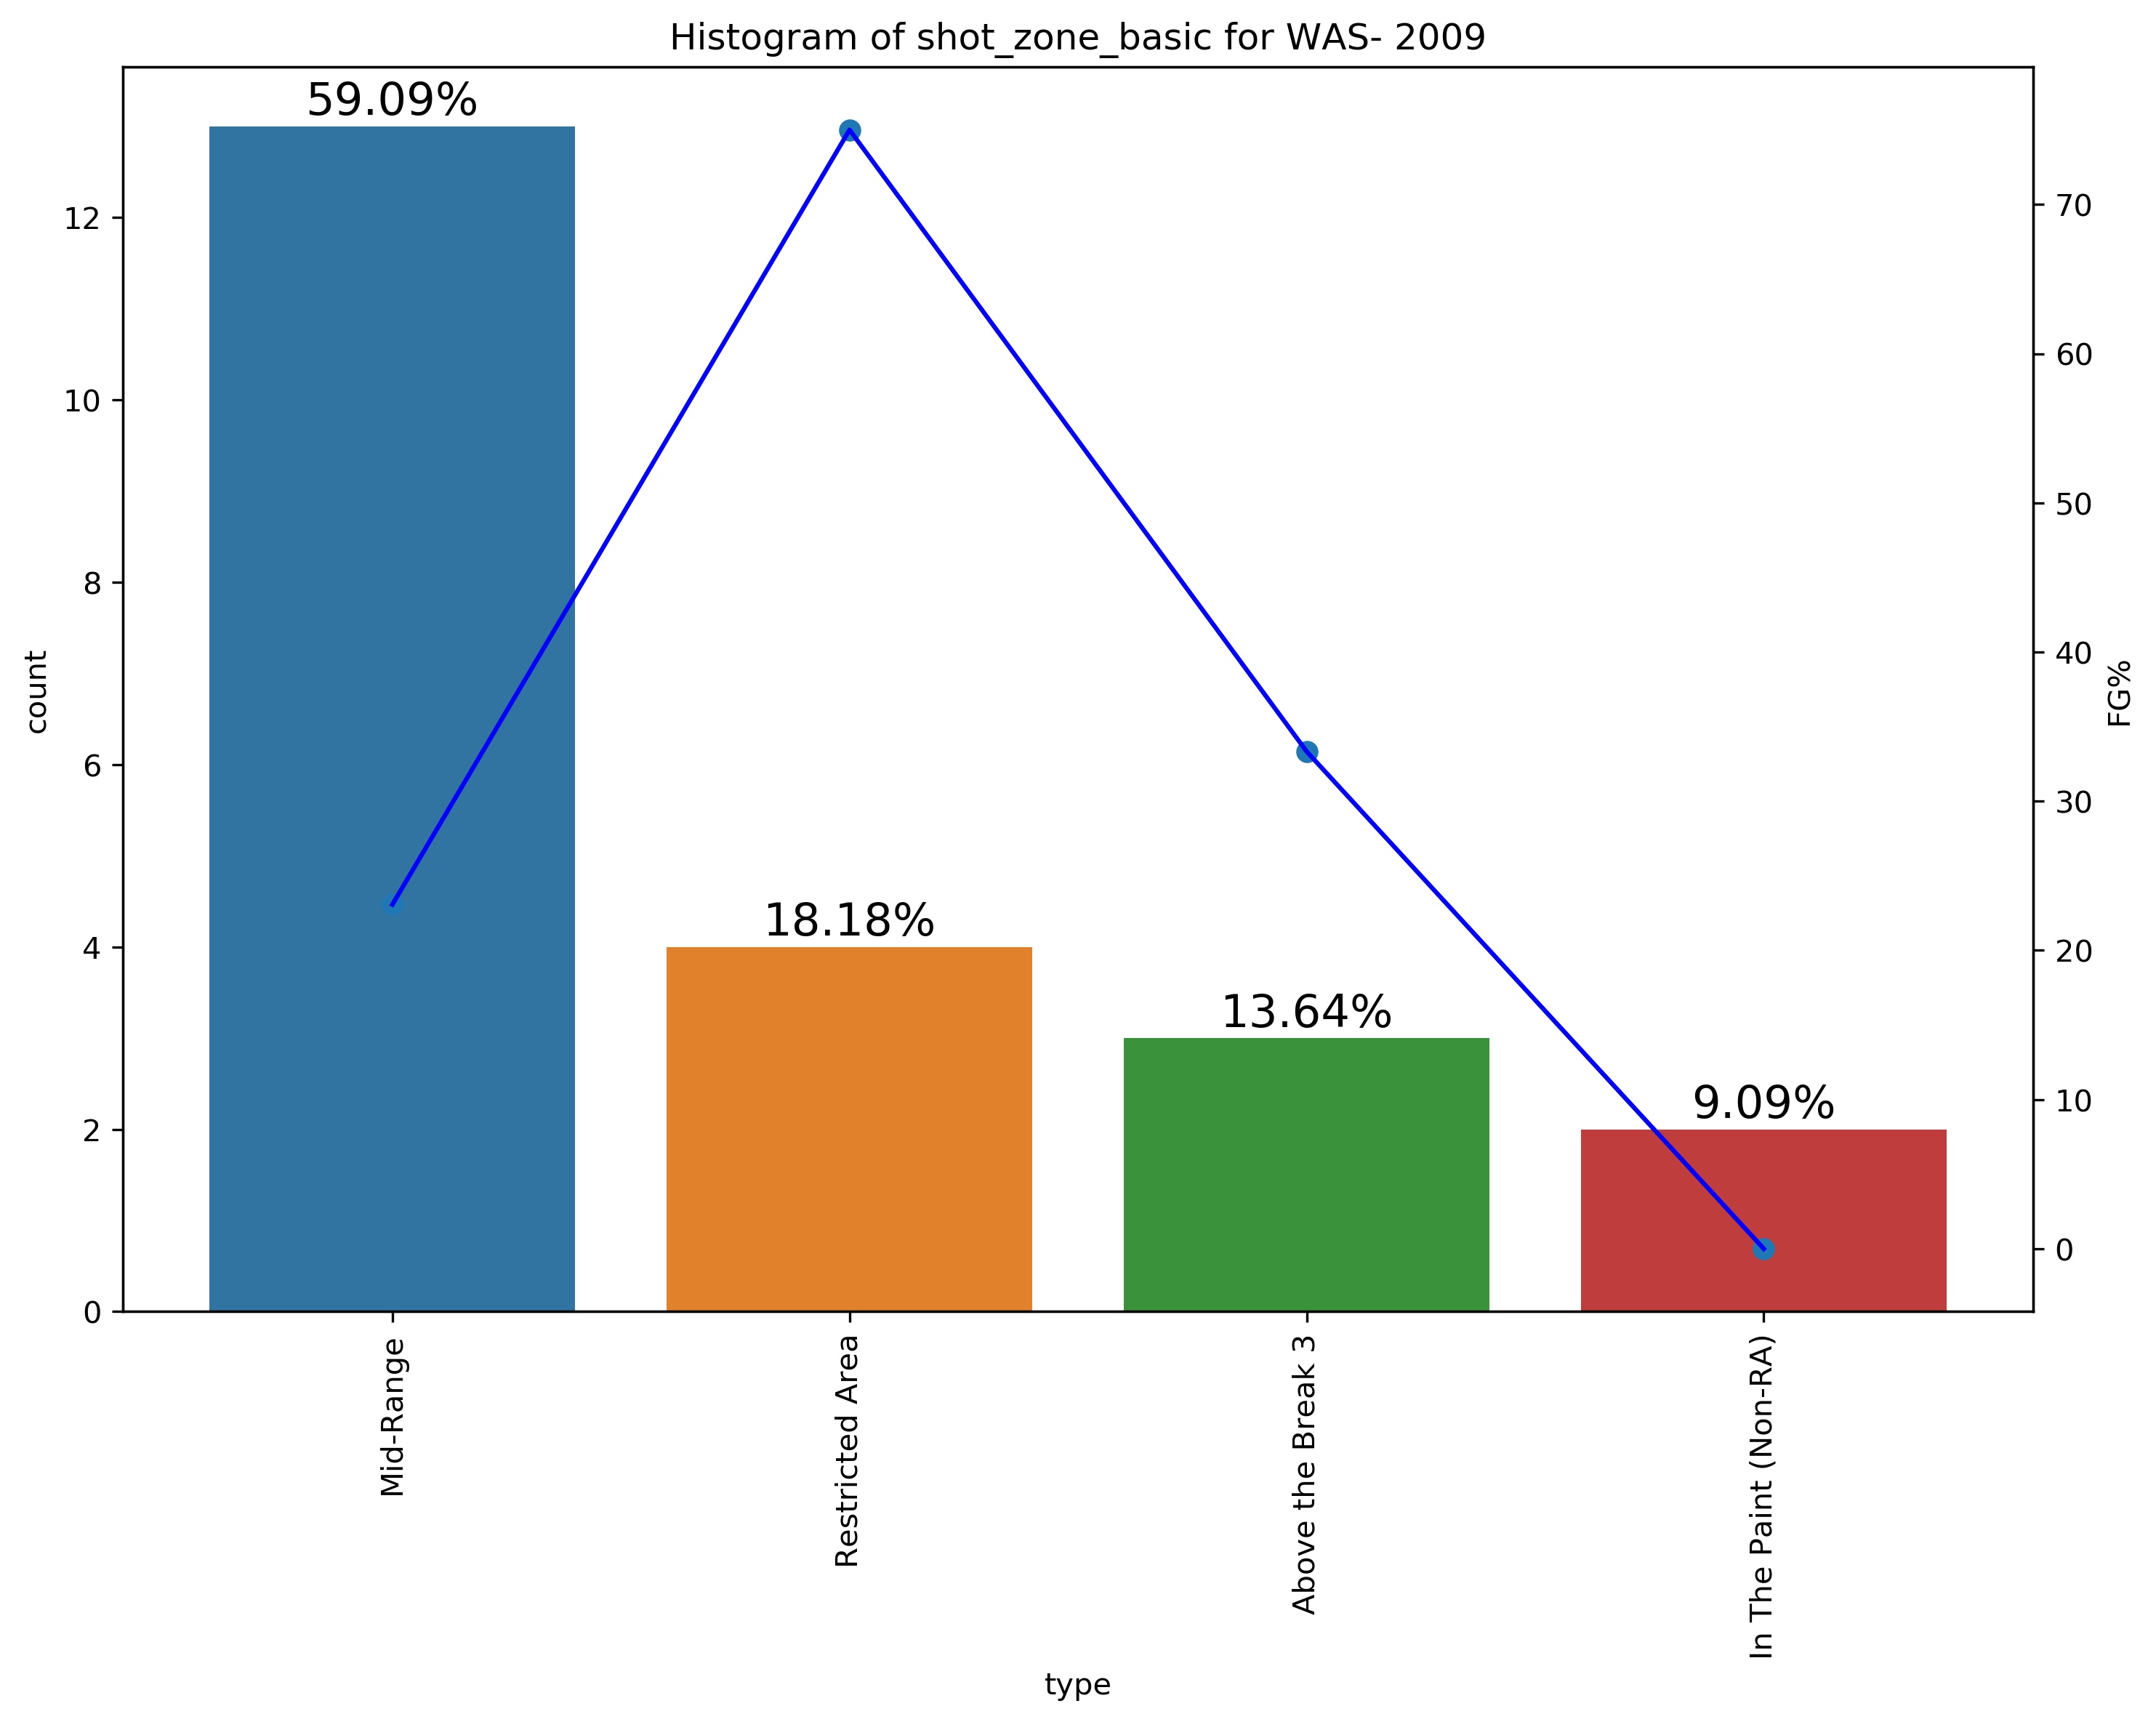 Histogram of shot_zone_basic for WAS- 2009
59.09%
18.18%
13.64%
9.09%
12
10
8
6
4
2
0
count
70
60
50
40
30
20
10
0
FG%
Mid-Range
Restricted Area
Above the Break 3
In The Paint (Non-RA)
type